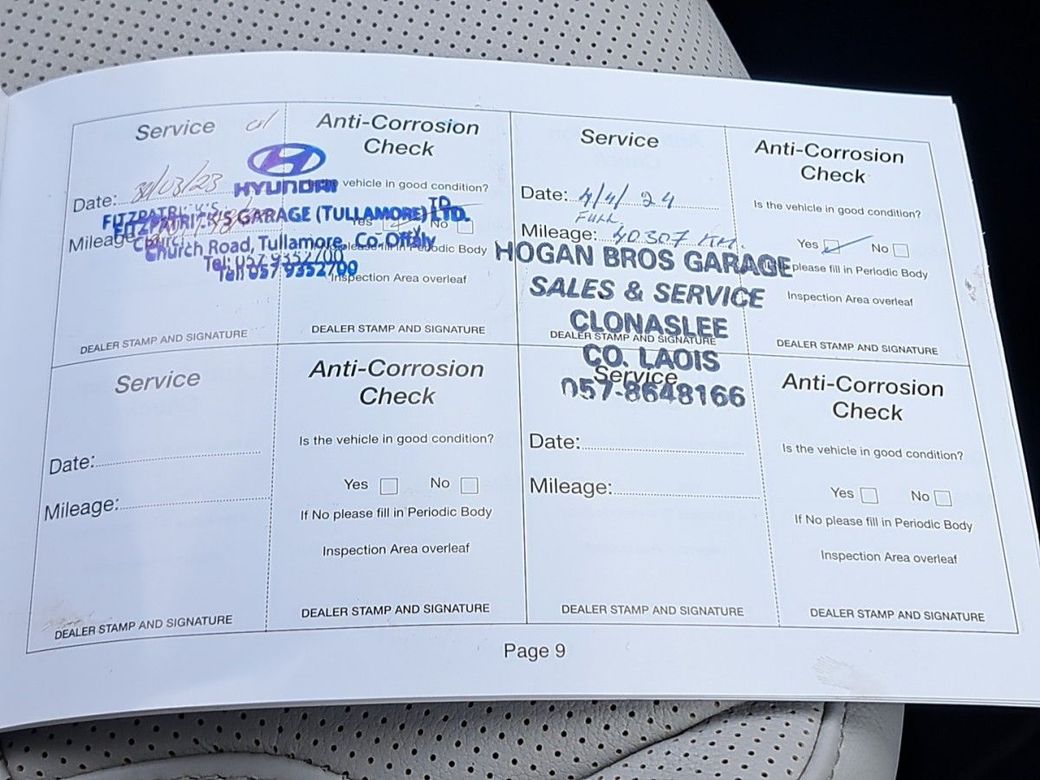 Service
Anti-Corrosion
Check
HYUNDAI
vehicle in good condition?
Date: 30/03/23
FITZPATRICK'S GARAGE (TULLAMORE) LTD.
Yes No
Mileage:
Church Road, Tullamore, Co. Offaly
please fill in Periodic Body
Tel: 057 9352700
Inspection Area overleaf
DEALER STAMP AND SIGNATURE
DEALER STAMP AND SIGNATURE
Service
Anti-Corrosion
Check
Date: 4/4/24
Is the vehicle in good condition?
FULL
Mileage: 40307 KM.
Yes No
HOGAN BROS GARAGE
please fill in Periodic Body
SALES & SERVICE
Inspection Area overleaf
CLONASLEE
DEALER STAMP AND SIGNATURE
DEALER STAMP AND SIGNATURE
CO. LAOIS
057-8648166
Service
Anti-Corrosion
Check
Is the vehicle in good condition?
Date:
Yes No
Mileage:
If No please fill in Periodic Body
Inspection Area overleaf
DEALER STAMP AND SIGNATURE
DEALER STAMP AND SIGNATURE
Service
Anti-Corrosion
Check
Date:
Is the vehicle in good condition?
Mileage:
Yes No
If No please fill in Periodic Body
Inspection Area overleaf
DEALER STAMP AND SIGNATURE
DEALER STAMP AND SIGNATURE
Page 9